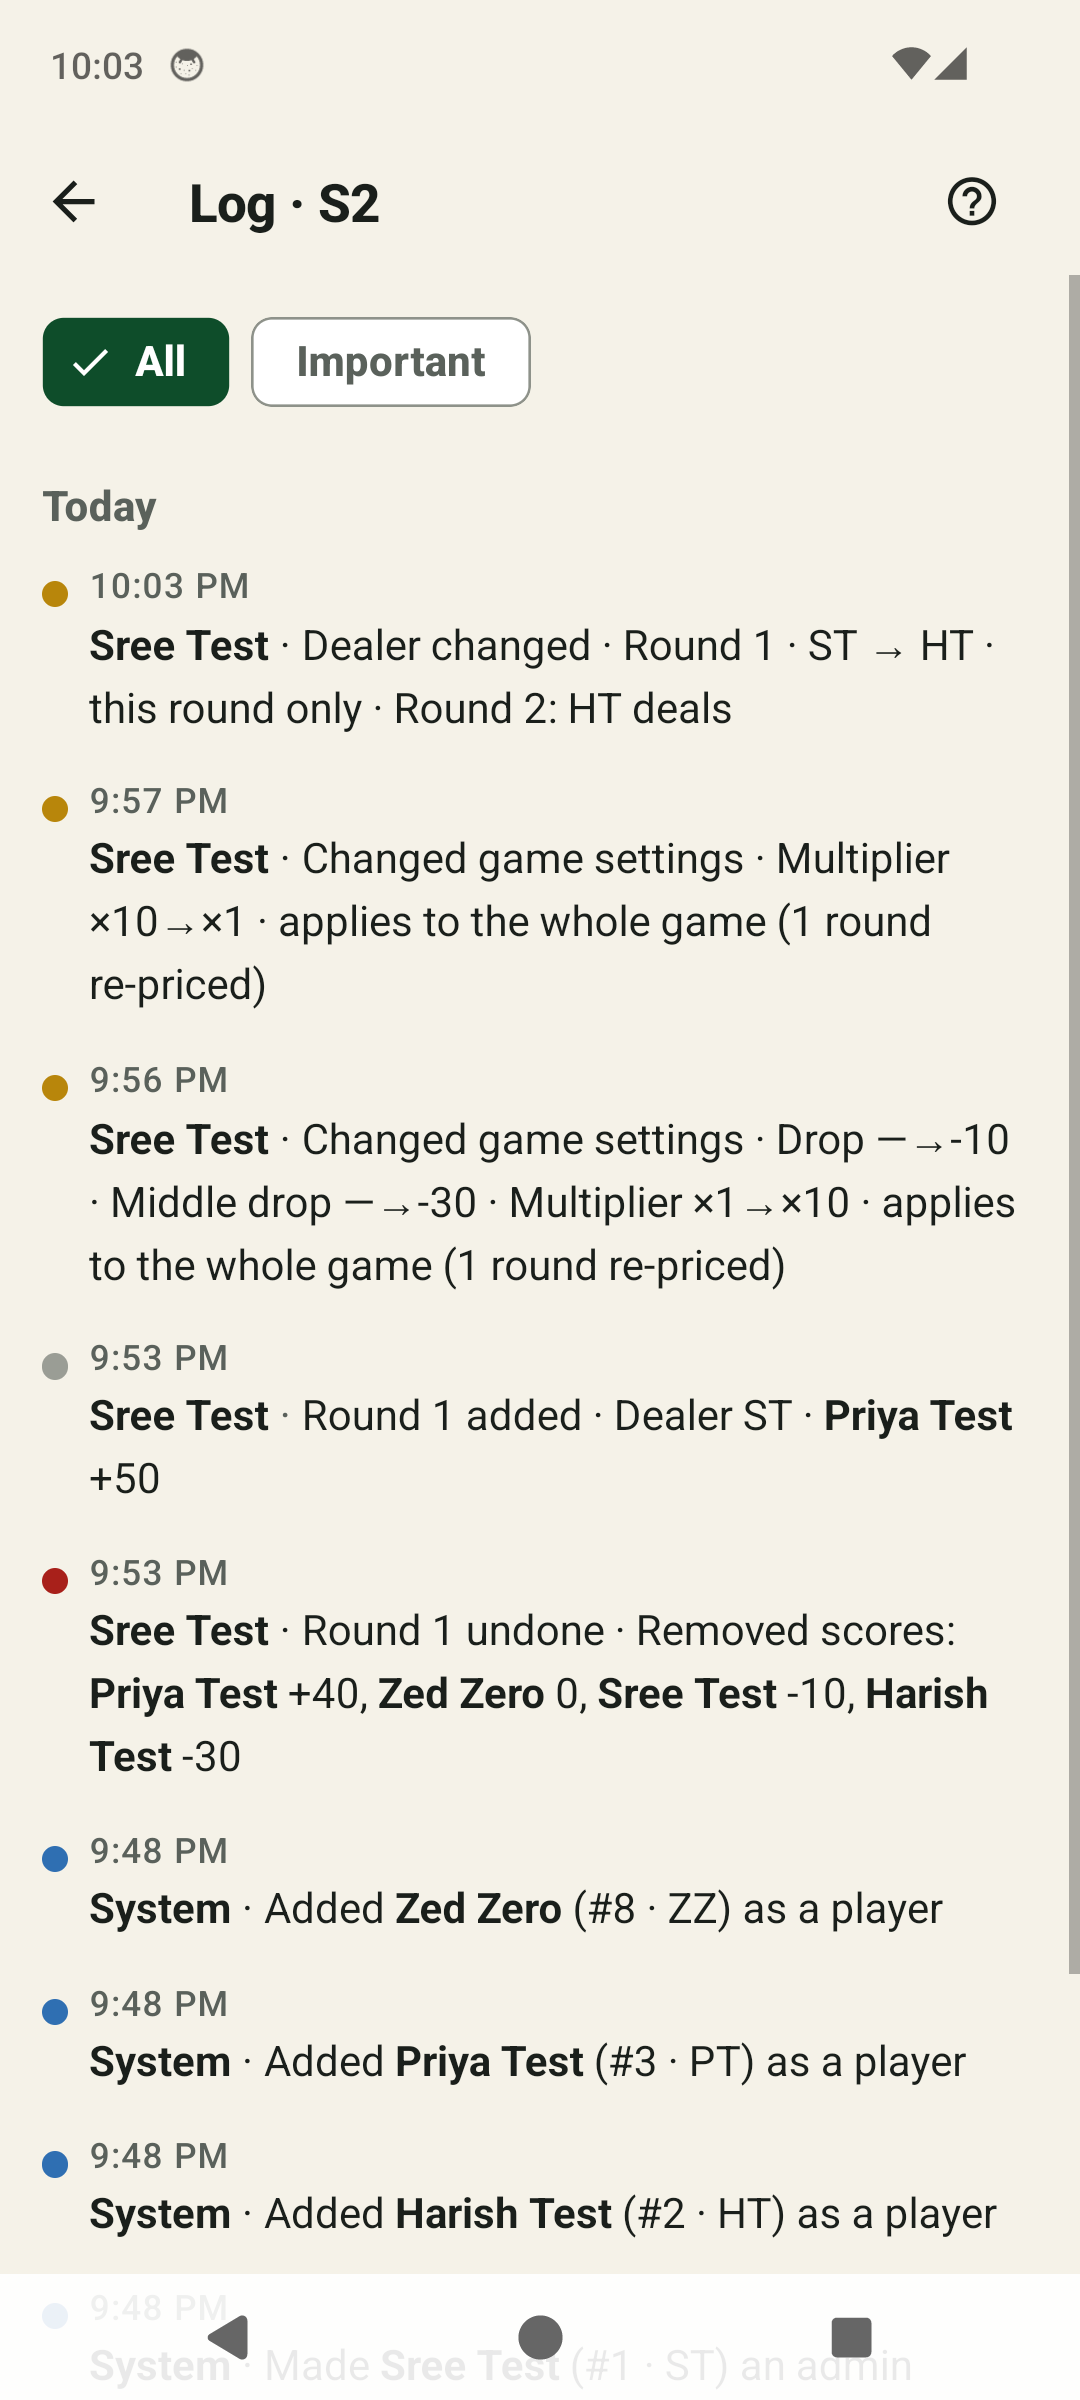 10:03
Log · S2
All
Important
Today
10:03 PM
Sree Test · Dealer changed · Round 1 · ST → HT ·
this round only · Round 2: HT deals
9:57 PM
Sree Test · Changed game settings · Multiplier
×10→×1 · applies to the whole game (1 round
re-priced)
9:56 PM
Sree Test · Changed game settings · Drop —→-10
· Middle drop —→-30 · Multiplier ×1→×10 · applies
to the whole game (1 round re-priced)
9:53 PM
Sree Test · Round 1 added · Dealer ST · Priya Test
+50
9:53 PM
Sree Test · Round 1 undone · Removed scores:
Priya Test +40, Zed Zero 0, Sree Test -10, Harish
Test -30
9:48 PM
System · Added Zed Zero (#8 · ZZ) as a player
9:48 PM
System · Added Priya Test (#3 · PT) as a player
9:48 PM
System · Added Harish Test (#2 · HT) as a player
9:48 PM
System · Made Sree Test (#1 · ST) an admin